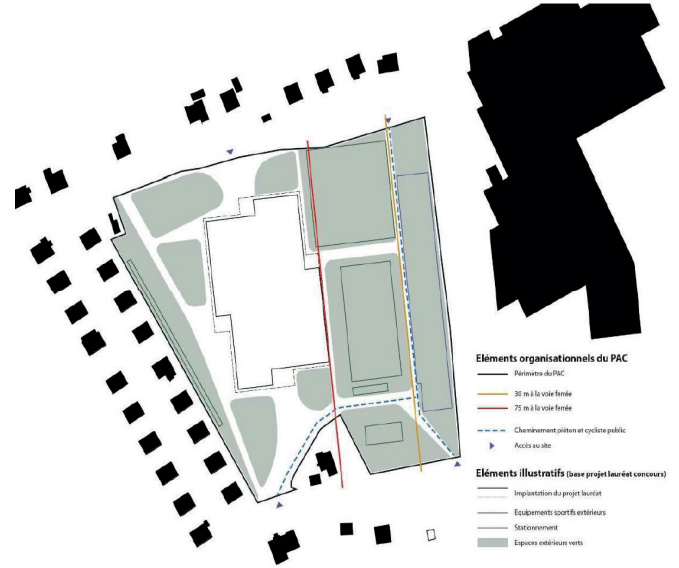 Eléments organisationnels du PAC
Périmètre du PAC
30 m à la voie ferrée
75 m à la voie ferrée
Cheminement piéton et cycliste public
Accès au site
Eléments illustratifs (base projet lauréat concours)
Implantation du projet lauréat
Equipements sportifs extérieurs
Stationnement
Espaces extérieurs verts